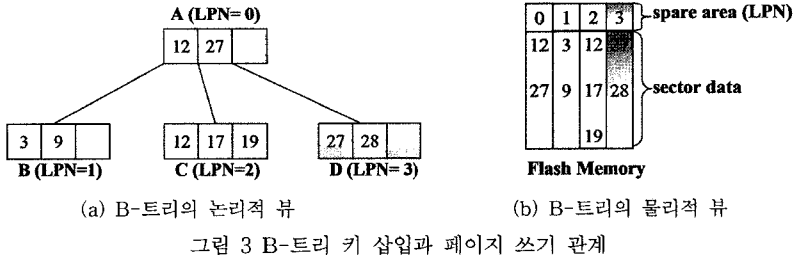 A (LPN= 0)
12 27
3 9
12 17 19
27 28
B (LPN=1) C (LPN=2) D (LPN= 3)
(a) B-트리의 논리적 뷰
0 1 2 3 spare area (LPN)
12 3 12 27
27 9 17 28 sector data
19
Flash Memory
(b) B-트리의 물리적 뷰
그림 3 B-트리 키 삽입과 페이지 쓰기 관계